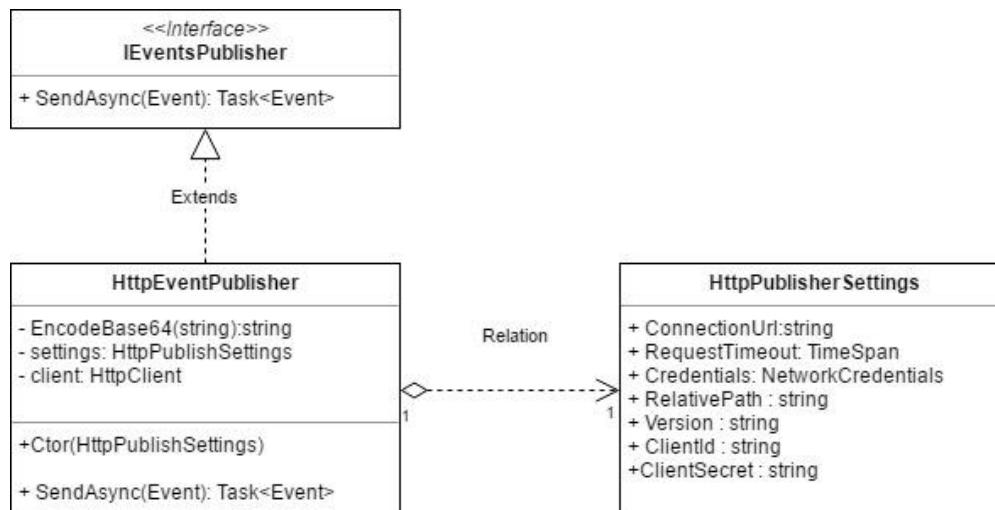 <<Interface>>
IEventsPublisher
+ SendAsync(Event): Task<Event>
Extends
HttpEventPublisher
- EncodeBase64(string):string
- settings: HttpPublishSettings
- client: HttpClient
+Ctor(HttpPublishSettings)
+ SendAsync(Event): Task<Event>
Relation
1
1
HttpPublisherSettings
+ ConnectionUrl:string
+ RequestTimeout: TimeSpan
+ Credentials: NetworkCredentials
+ RelativePath : string
+ Version : string
+ ClientId : string
+ClientSecret : string